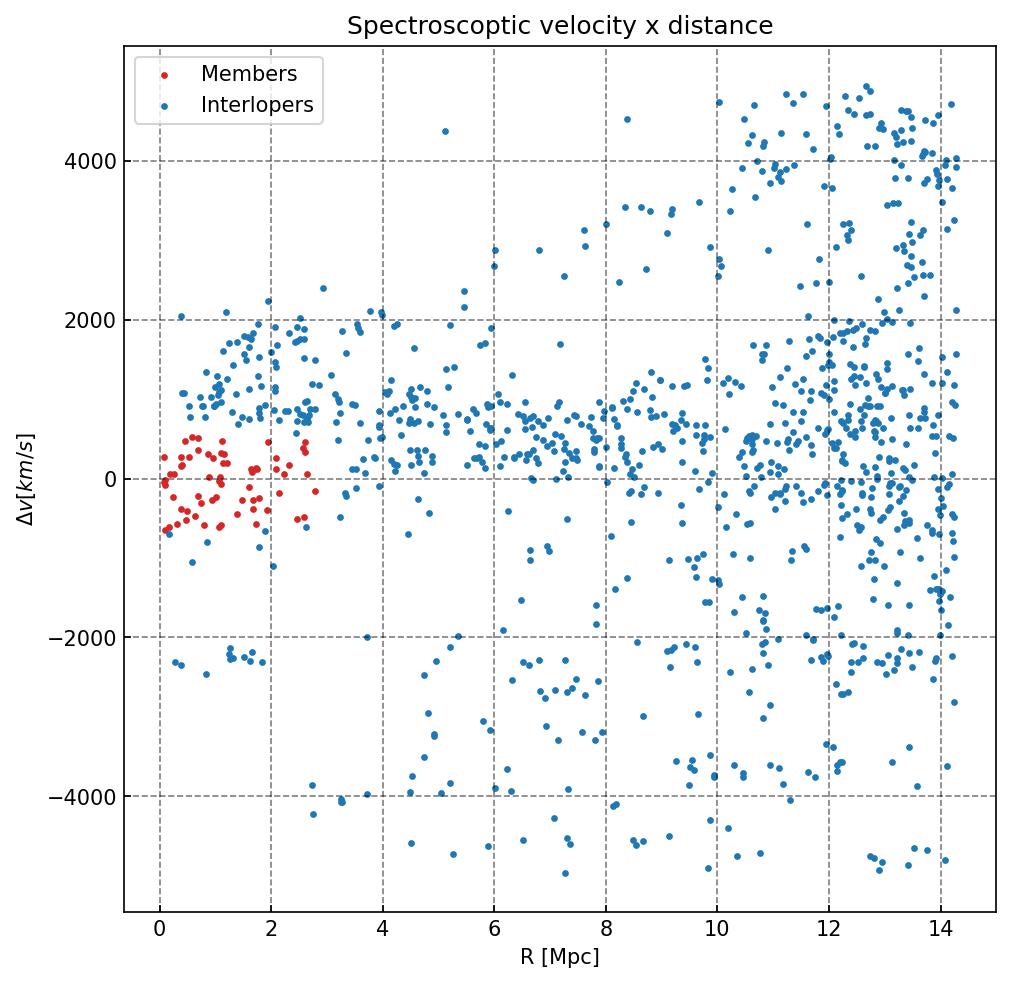 Spectroscoptic velocity x distance
Members
Interlopers
4000
2000
0
−2000
−4000
Δv[km/s]
0 2 4 6 8 10 12 14
R [Mpc]